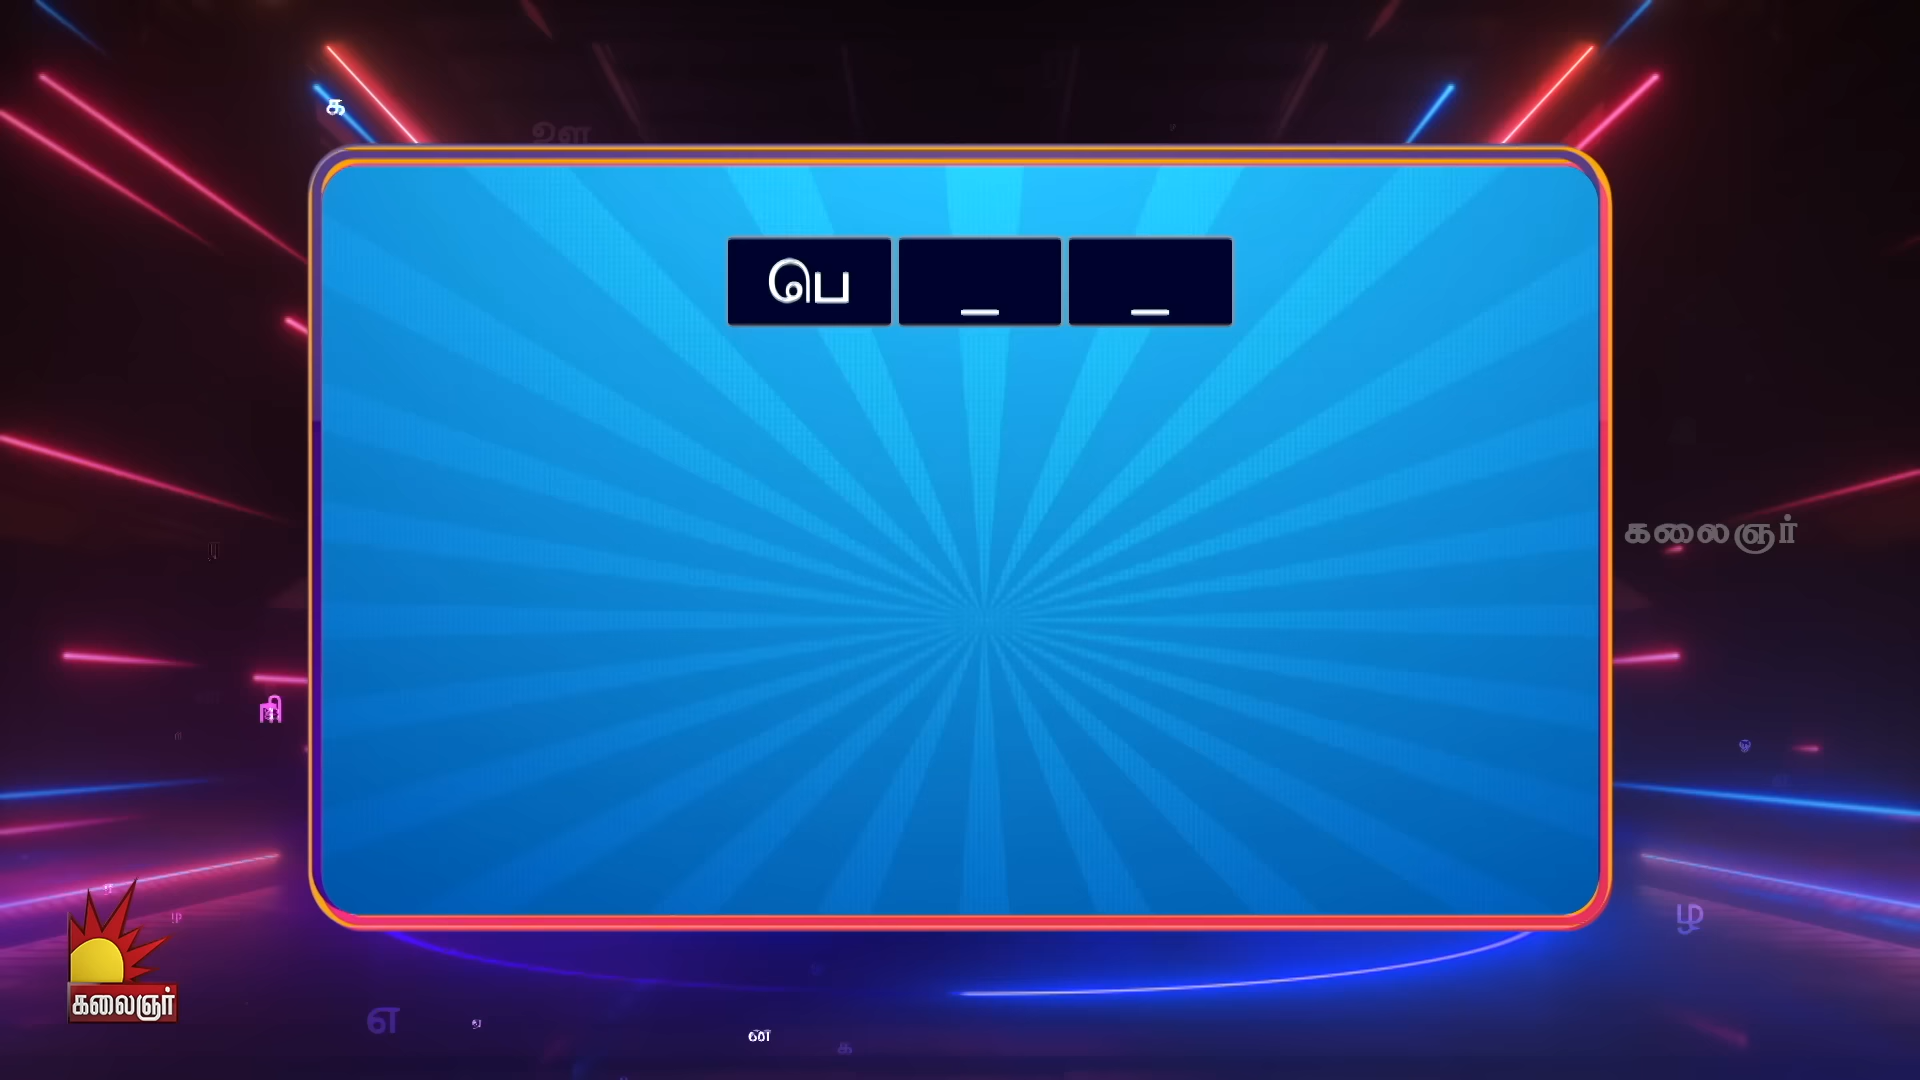 க
ஊ
பெ _ _
கலைஞர்
ழ
கலைஞர்
எ
ன
க